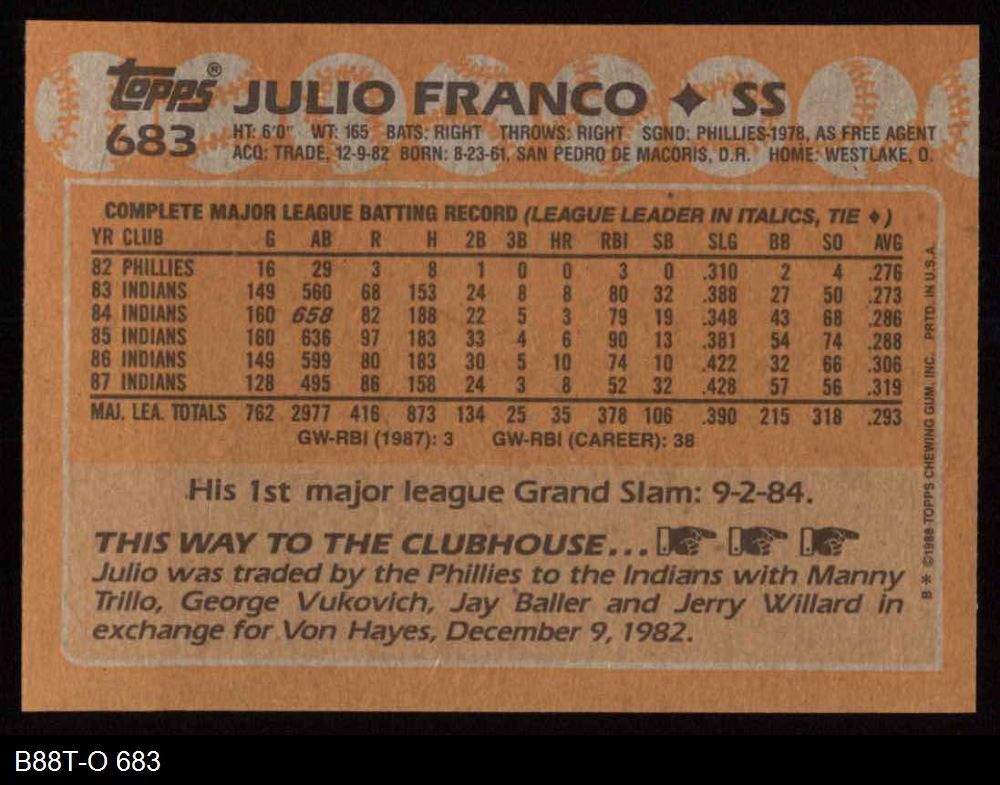 topps® JULIO FRANCO ✦ SS
683 HT: 6'0" WT: 165 BATS: RIGHT THROWS: RIGHT SGND: PHILLIES-1978, AS FREE AGENT
ACQ: TRADE, 12-9-82 BORN: 8-23-61, SAN PEDRO DE MACORIS, D.R. HOME: WESTLAKE, O.
COMPLETE MAJOR LEAGUE BATTING RECORD (LEAGUE LEADER IN ITALICS, TIE ♦)
YR CLUB G AB R H 2B 3B HR RBI SB SLG BB SO AVG
82 PHILLIES 16 29 3 8 1 0 0 3 0 .310 2 4 .276
83 INDIANS 149 560 68 153 24 8 8 80 32 .388 27 50 .273
84 INDIANS 160 658 82 188 22 5 3 79 19 .348 43 68 .286
85 INDIANS 160 636 97 183 33 4 6 90 13 .381 54 74 .288
86 INDIANS 149 599 80 183 30 5 10 74 10 .422 32 66 .306
87 INDIANS 128 495 86 158 24 3 8 52 32 .428 57 56 .319
MAJ. LEA. TOTALS 762 2977 416 873 134 25 35 378 106 .390 215 318 .293
GW-RBI (1987): 3 GW-RBI (CAREER): 38
His 1st major league Grand Slam: 9-2-84.
THIS WAY TO THE CLUBHOUSE...
Julio was traded by the Phillies to the Indians with Manny
Trillo, George Vukovich, Jay Baller and Jerry Willard in
exchange for Von Hayes, December 9, 1982.
B * ©1988 TOPPS CHEWING GUM, INC. PRTD. IN U.S.A.
B88T-O 683